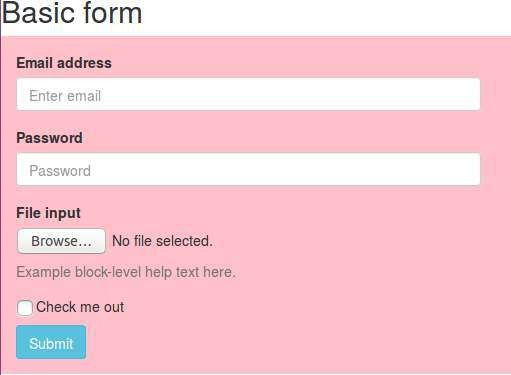 Basic form
Email address
Enter email
Password
Password
File input
Browse... No file selected.
Example block-level help text here.
Check me out
Submit